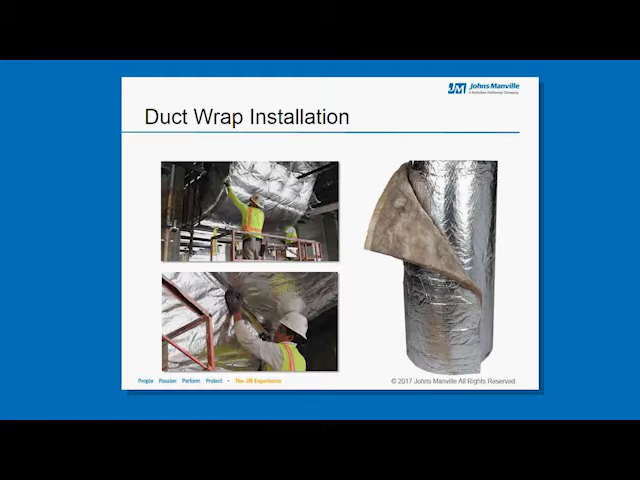 JM Johns Manville
A Berkshire Hathaway Company
Duct Wrap Installation
People Passion Perform Protect • The JM Experience
© 2017 Johns Manville All Rights Reserved